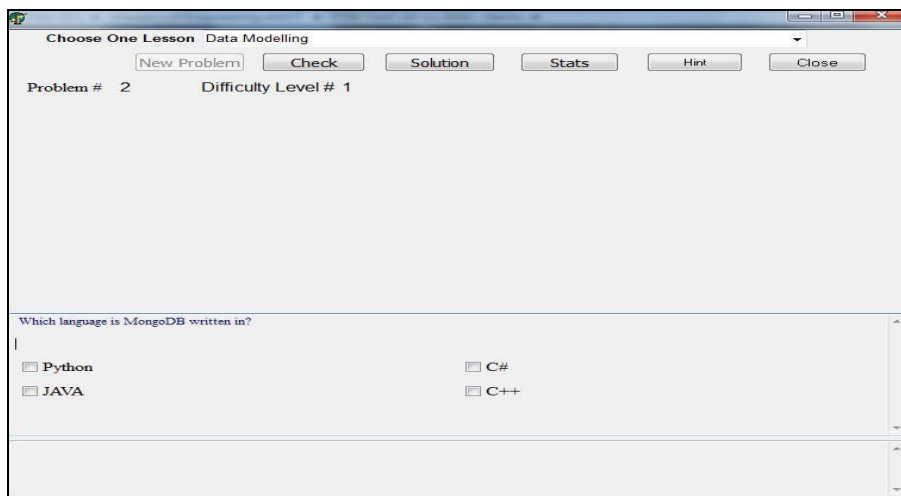 Choose One Lesson Data Modelling
New Problem Check Solution Stats Hint Close
Problem # 2 Difficulty Level # 1
Which language is MongoDB written in?
Python C#
JAVA C++